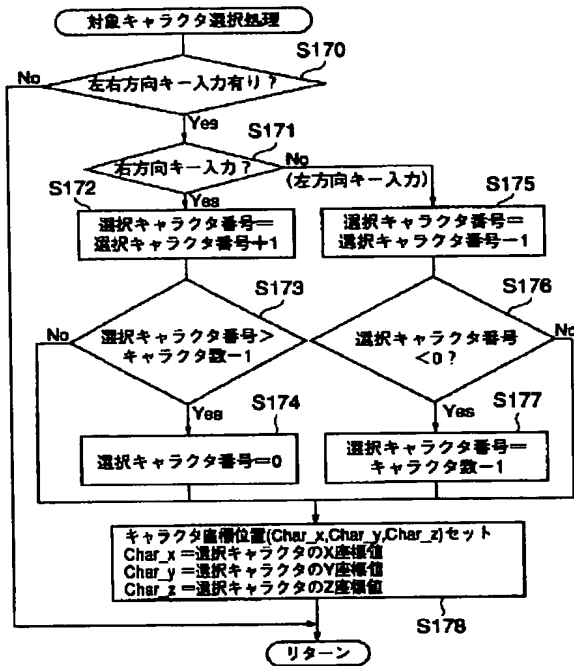 対象キャラクタ選択処理
S170
No
左右方向キー入力有り？
Yes
S171
右方向キー入力？
No
(左方向キー入力)
S172
Yes
S175
選択キャラクタ番号＝
選択キャラクタ番号＋1
選択キャラクタ番号＝
選択キャラクタ番号－1
S173
S176
No
選択キャラクタ番号＞
キャラクタ数－1
選択キャラクタ番号
＜0？
No
Yes
S174
Yes
S177
選択キャラクタ番号＝0
選択キャラクタ番号＝
キャラクタ数－1
キャラクタ座標位置(Char_x,Char_y,Char_z)セット
Char_x＝選択キャラクタのX座標値
Char_y＝選択キャラクタのY座標値
Char_z＝選択キャラクタのZ座標値
S178
リターン